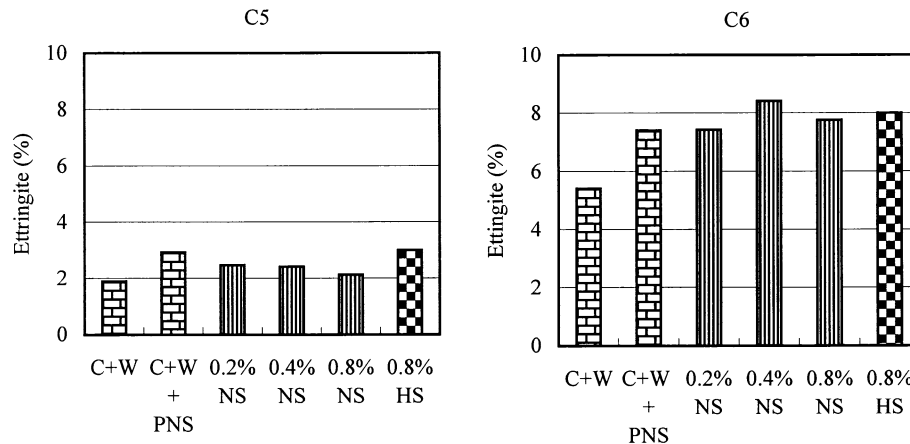 C5
Ettringite (%)
10
8
6
4
2
0
C+W C+W 0.2% 0.4% 0.8% 0.8%
+ NS NS NS HS
PNS
C6
Ettingite (%)
10
8
6
4
2
0
C+W C+W 0.2% 0.4% 0.8% 0.8%
+ NS NS NS HS
PNS